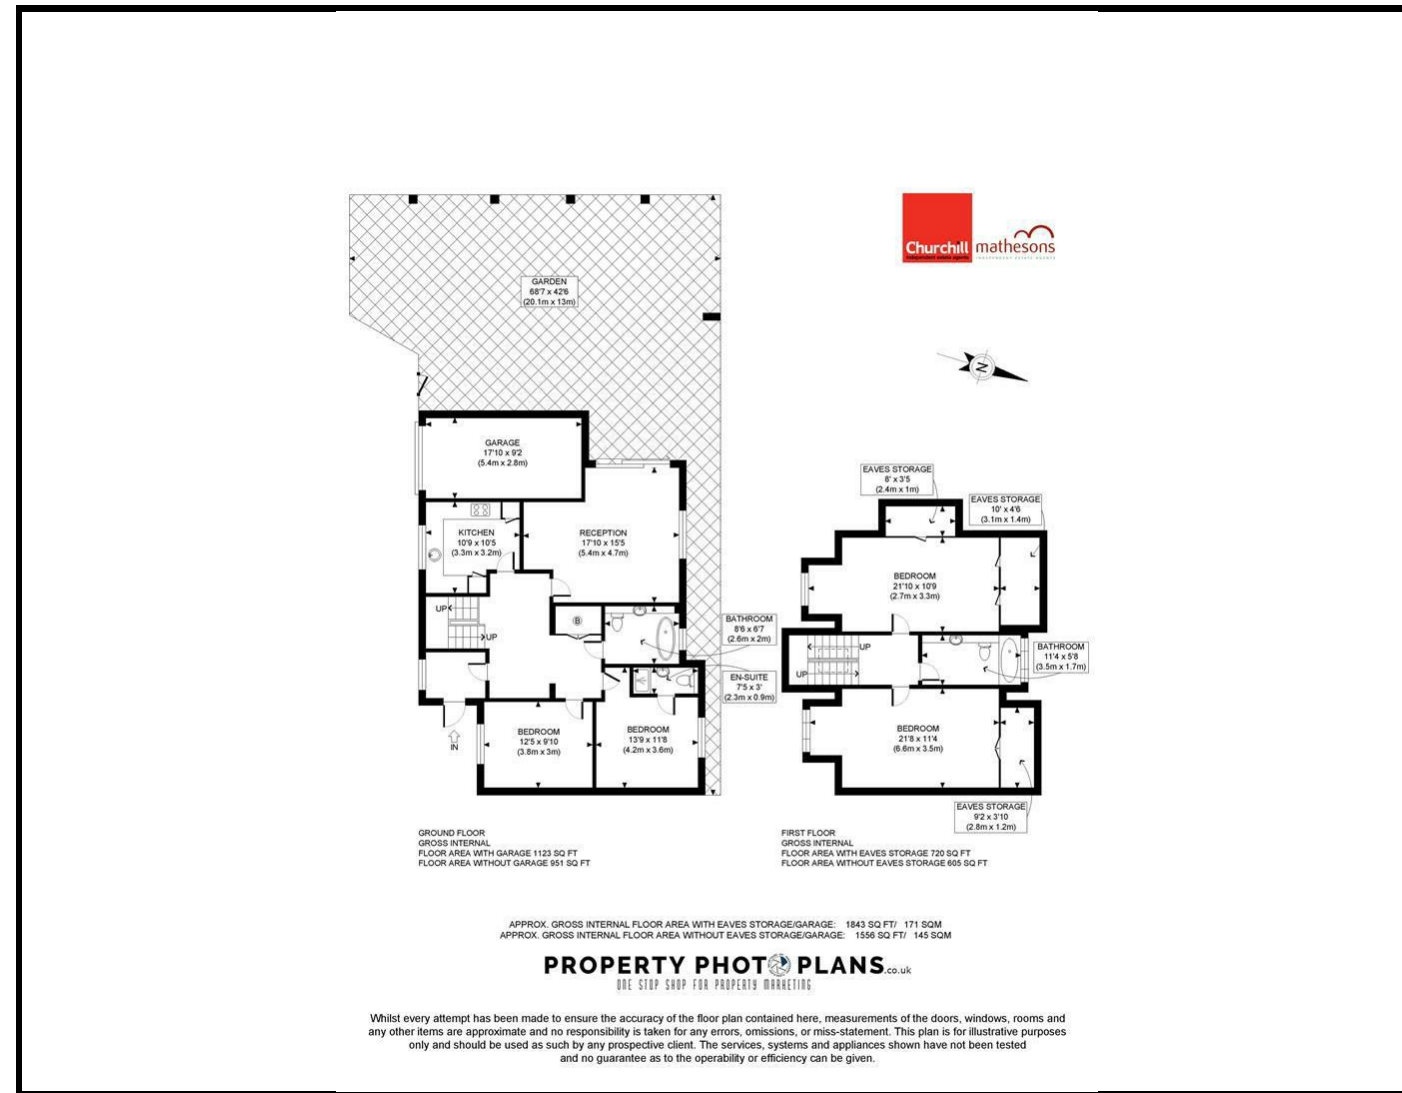 Churchill
independent estate agents
mathesons
INDEPENDENT ESTATE AGENTS
N
GARDEN
68'7 x 42'6
(20.1m x 13m)
GARAGE
17'10 x 9'2
(5.4m x 2.8m)
KITCHEN
10'9 x 10'5
(3.3m x 3.2m)
RECEPTION
17'10 x 15'5
(5.4m x 4.7m)
UP
UP
B
BATHROOM
8'6 x 6'7
(2.6m x 2m)
EN-SUITE
7'5 x 3'
(2.3m x 0.9m)
IN
BEDROOM
12'5 x 9'10
(3.8m x 3m)
BEDROOM
13'9 x 11'8
(4.2m x 3.6m)
GROUND FLOOR
GROSS INTERNAL
FLOOR AREA WITH GARAGE 1123 SQ FT
FLOOR AREA WITHOUT GARAGE 951 SQ FT
EAVES STORAGE
8' x 3'5
(2.4m x 1m)
EAVES STORAGE
10' x 4'6
(3.1m x 1.4m)
BEDROOM
21'10 x 10'9
(2.7m x 3.3m)
UP
UP
BATHROOM
11'4 x 5'8
(3.5m x 1.7m)
BEDROOM
21'8 x 11'4
(6.6m x 3.5m)
EAVES STORAGE
9'2 x 3'10
(2.8m x 1.2m)
FIRST FLOOR
GROSS INTERNAL
FLOOR AREA WITH EAVES STORAGE 720 SQ FT
FLOOR AREA WITHOUT EAVES STORAGE 605 SQ FT
APPROX. GROSS INTERNAL FLOOR AREA WITH EAVES STORAGE/GARAGE: 1843 SQ FT/ 171 SQM
APPROX. GROSS INTERNAL FLOOR AREA WITHOUT EAVES STORAGE/GARAGE: 1556 SQ FT/ 145 SQM
PROPERTY PHOTO PLANS.co.uk
ONE STOP SHOP FOR PROPERTY MARKETING
Whilst every attempt has been made to ensure the accuracy of the floor plan contained here, measurements of the doors, windows, rooms and
any other items are approximate and no responsibility is taken for any errors, omissions, or miss-statement. This plan is for illustrative purposes
only and should be used as such by any prospective client. The services, systems and appliances shown have not been tested
and no guarantee as to the operability or efficiency can be given.